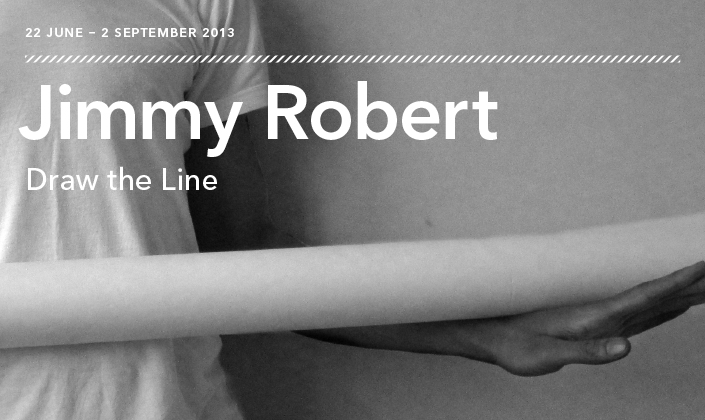 22 JUNE – 2 SEPTEMBER 2013
Jimmy Robert
Draw the Line